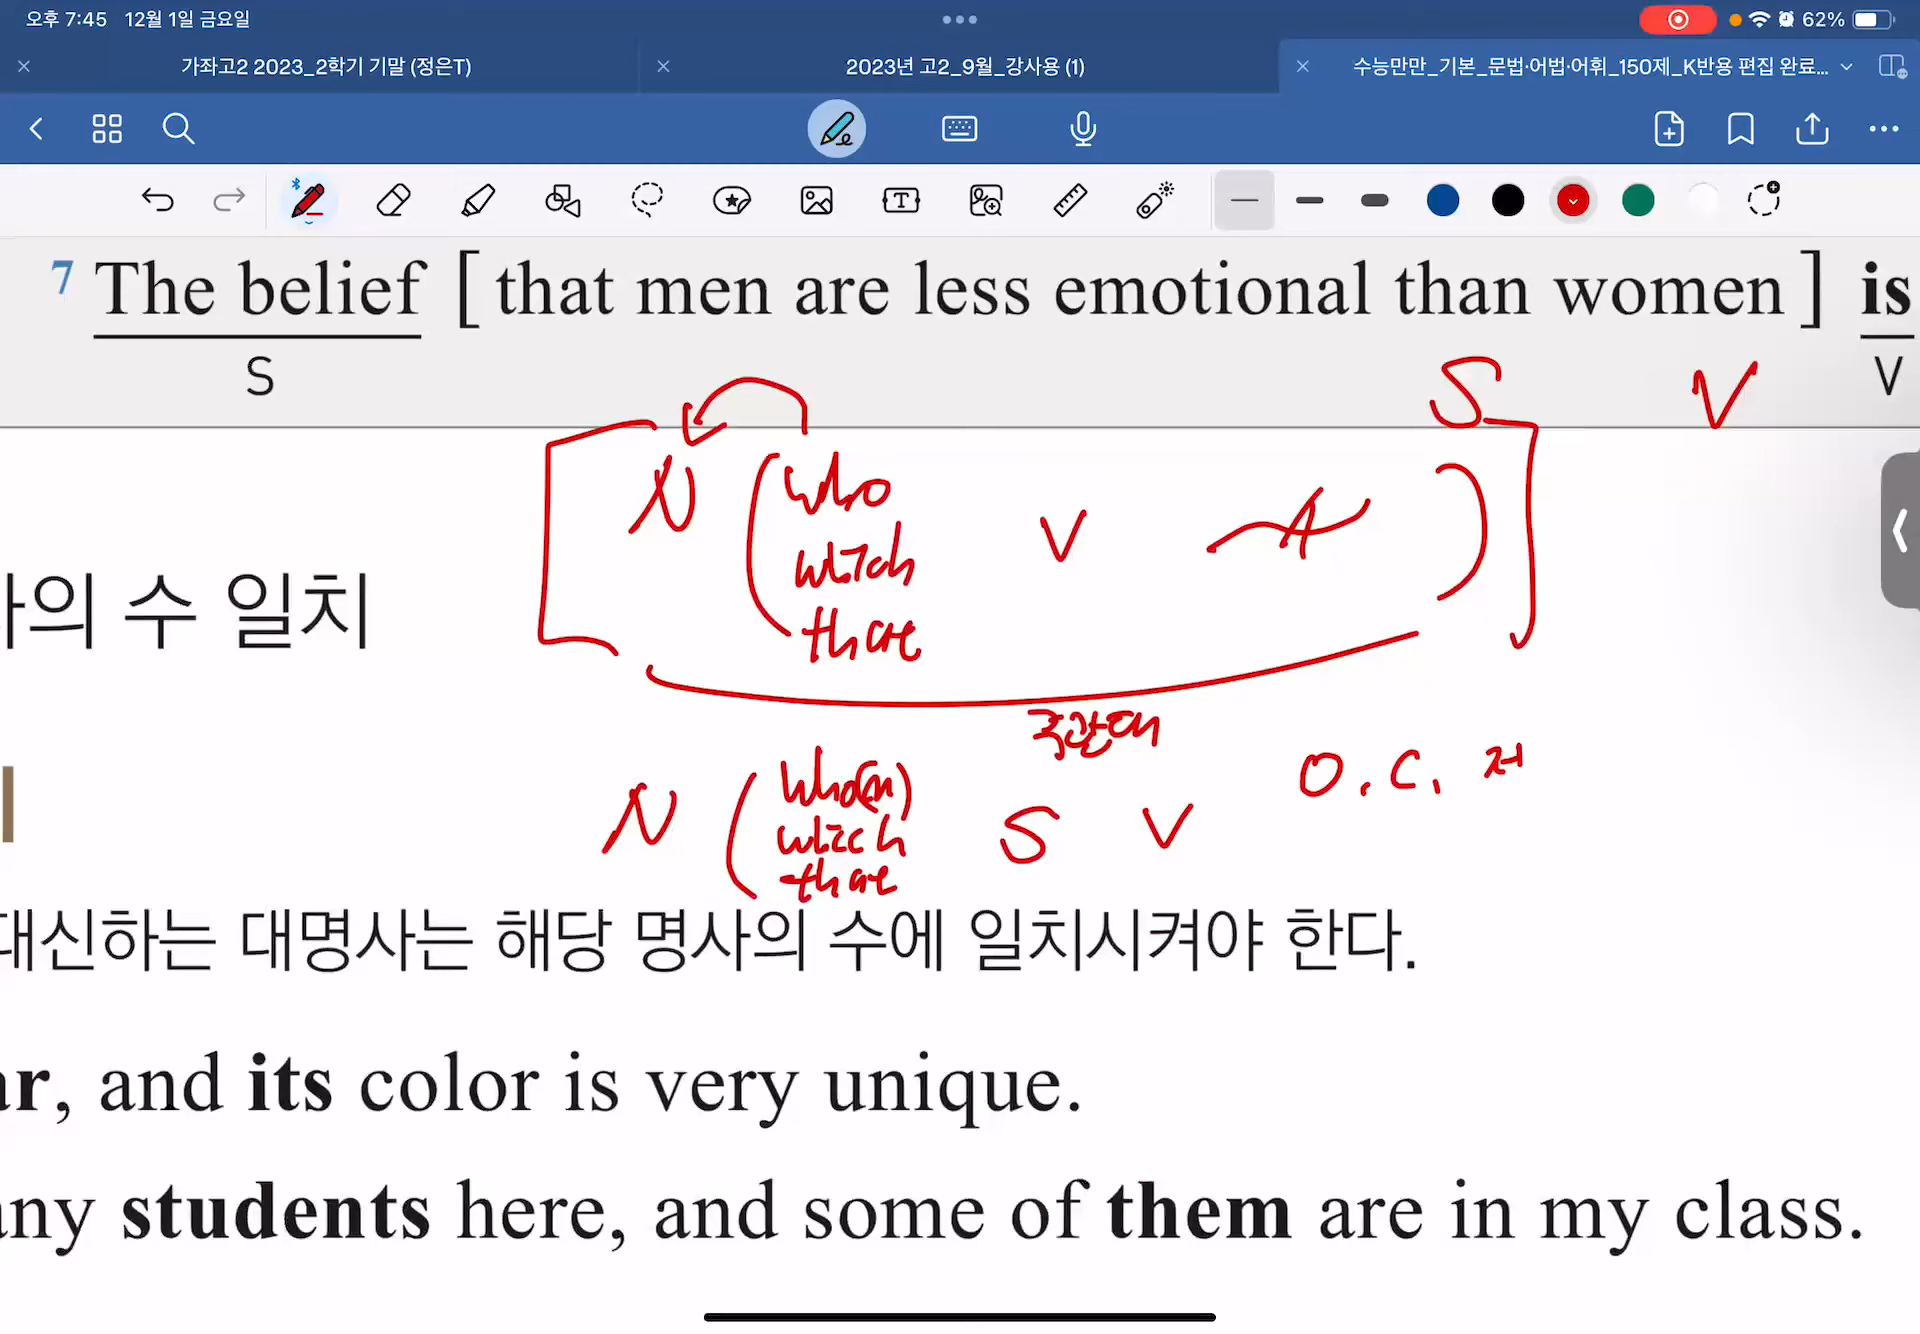 오후 7:45 12월 1일 금요일 62%
가좌고2 2023_2학기 기말 (정은T) 2023년 고2_9월_강사용 (1) 수능만만_기본_문법·어법·어휘_150제_K반용 편집 완료...
7 The belief [ that men are less emotional than women ] is
S V
S V
N ( who V )
which
that
사의 수 일치
주관대
N ( who(m) S V O. C. 전
which
that
대신하는 대명사는 해당 명사의 수에 일치시켜야 한다.
ar, and its color is very unique.
any students here, and some of them are in my class.